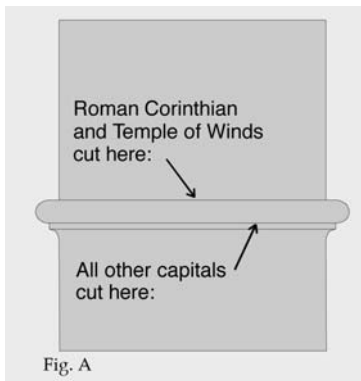 Roman Corinthian
and Temple of Winds
cut here:
All other capitals
cut here:
Fig. A